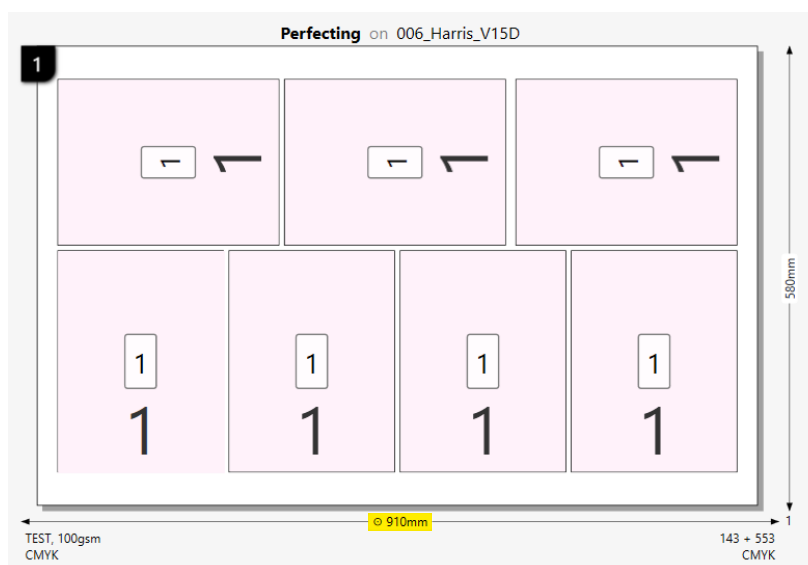 Perfecting on 006_Harris_V15D
1
1 1 1 1 1 1
1 1 1 1
1 1 1 1
580mm
⊙ 910mm
1
TEST, 100gsm
143 + 553
CMYK
CMYK